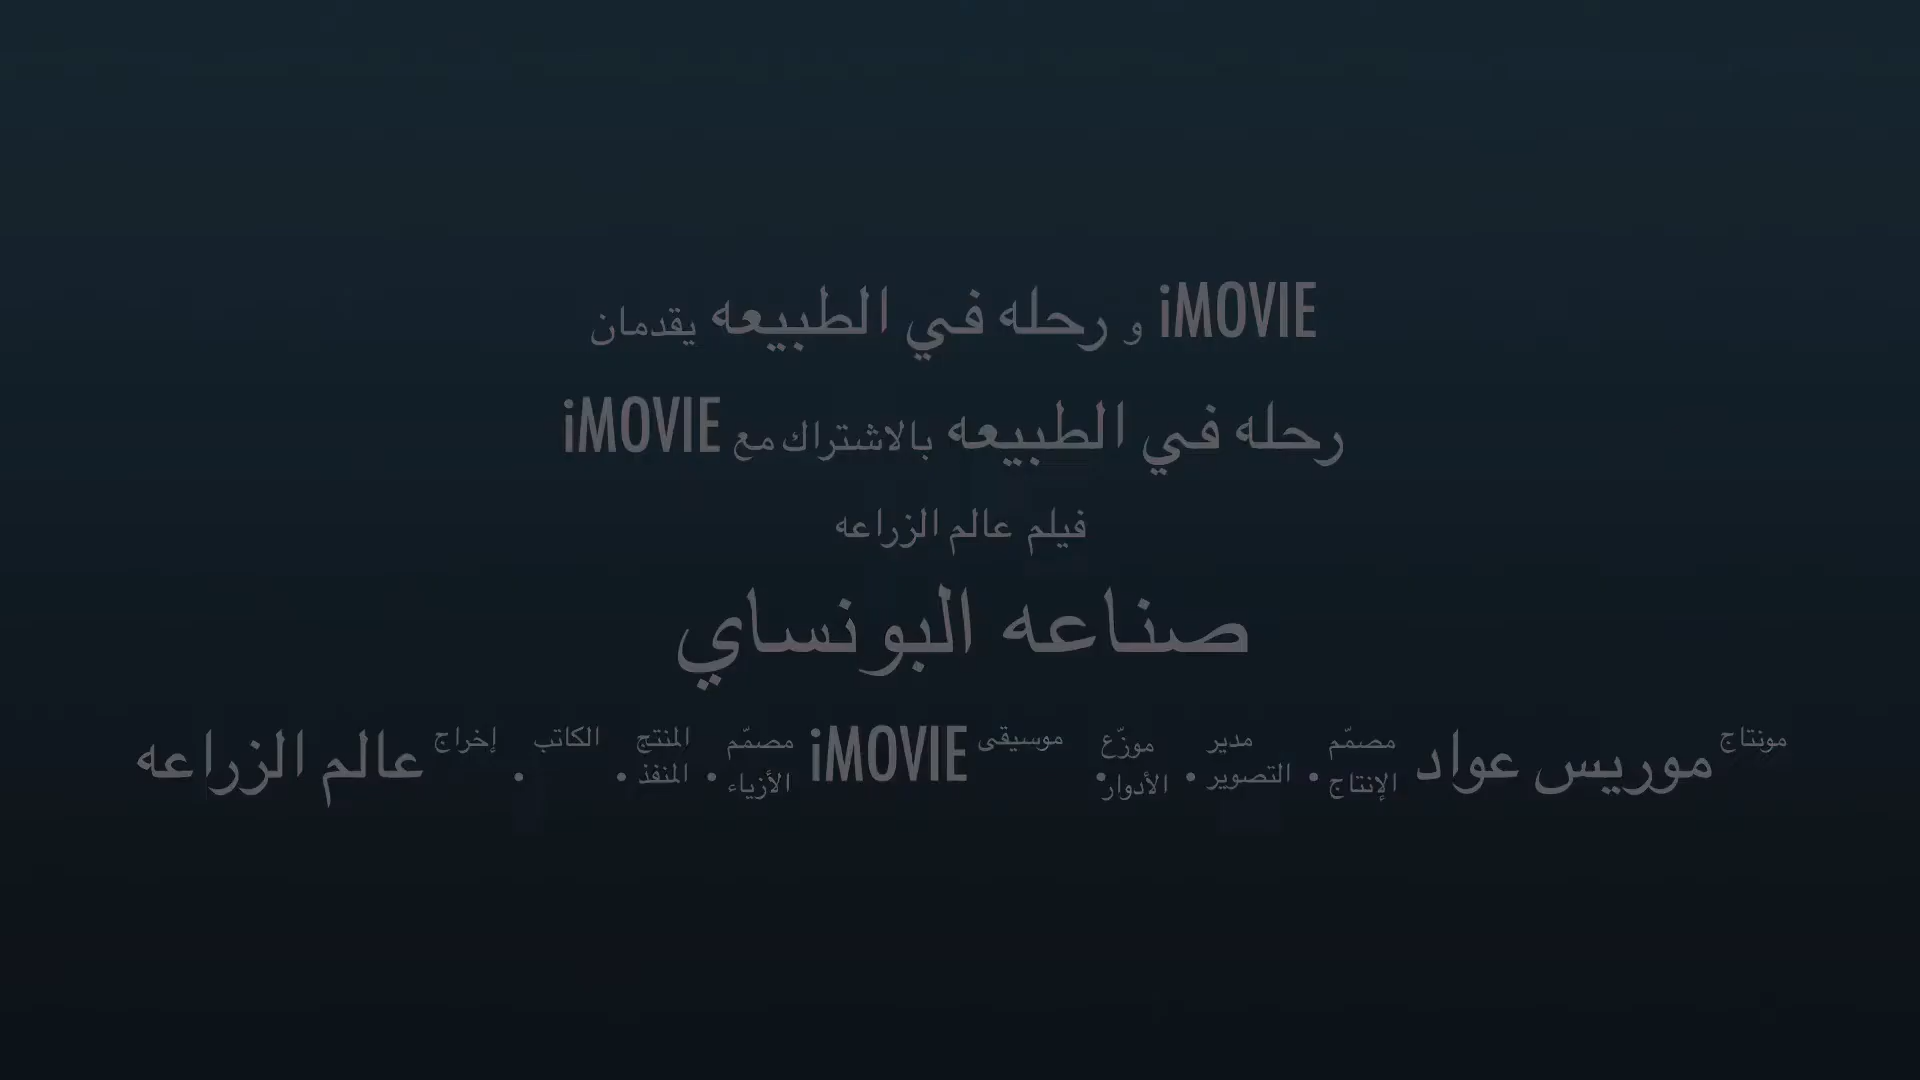 iMOVIE و رحله في الطبيعه يقدمان
رحله في الطبيعه بالاشتراك مع iMOVIE
فيلم عالم الزراعه
صناعه البونساي
مونتاج موريس عواد مصمّم الإنتاج • مدير التصوير • موزّع الأدوار • موسيقى iMOVIE مصمّم الأزياء • المنتج المنفذ • الكاتب • إخراج عالم الزراعه